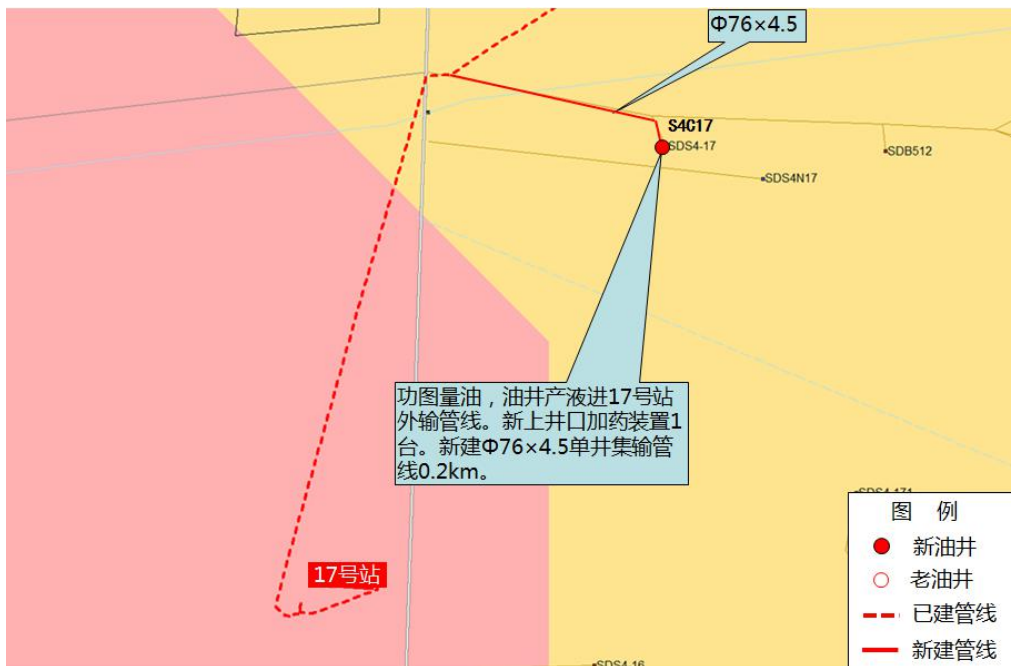 Φ76×4.5
S4C17
SDS4-17
SDB512
SDS4N17
功图量油，油井产液进17号站
外输管线。新上井口加药装置1
台。新建Φ76×4.5单井集输管
线0.2km。
SDS4-171
17号站
SDS4-16
图 例
新油井
老油井
已建管线
新建管线